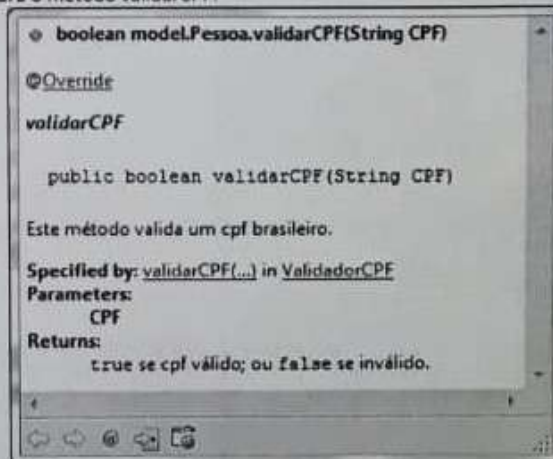 boolean model.Pessoa.validarCPF(String CPF)
@Override
validarCPF
public boolean validarCPF(String CPF)
Este método valida um cpf brasileiro.
Specified by: validarCPF(...) in ValidadorCPF
Parameters:
CPF
Returns:
true se cpf válido; ou false se inválido.